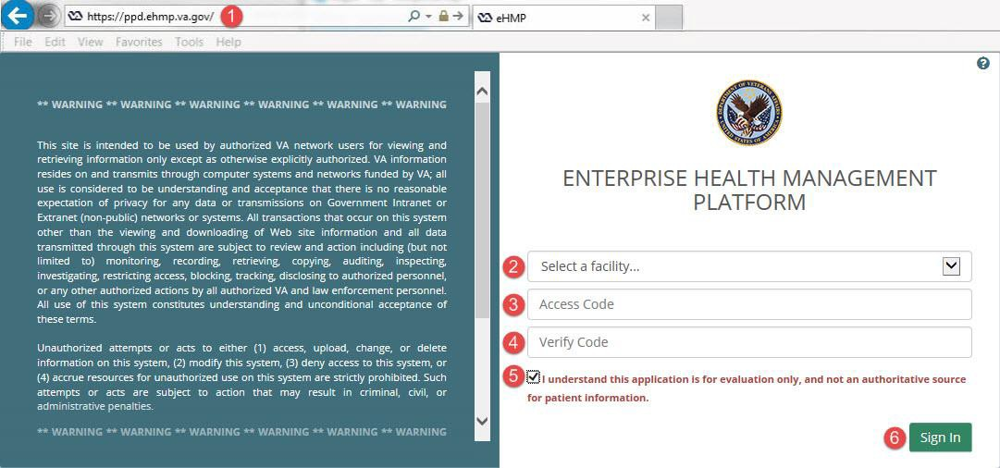 https://ppd.ehmp.va.gov/
1
eHMP
File Edit View Favorites Tools Help
** WARNING ** WARNING ** WARNING ** WARNING ** WARNING ** WARNING
This site is intended to be used by authorized VA network users for viewing and
retrieving information only except as otherwise explicitly authorized. VA information
resides on and transmits through computer systems and networks funded by VA; all
use is considered to be understanding and acceptance that there is no reasonable
expectation of privacy for any data or transmissions on Government Intranet or
Extranet (non-public) networks or systems. All transactions that occur on this system
other than the viewing and downloading of Web site information and all data
transmitted through this system are subject to review and action including (but not
limited to) monitoring, recording, retrieving, copying, auditing, inspecting,
investigating, restricting access, blocking, tracking, disclosing to authorized personnel,
or any other authorized actions by all authorized VA and law enforcement personnel.
All use of this system constitutes understanding and unconditional acceptance of
these terms.
Unauthorized attempts or acts to either (1) access, upload, change, or delete
information on this system, (2) modify this system, (3) deny access to this system, or
(4) accrue resources for unauthorized use on this system are strictly prohibited. Such
attempts or acts are subject to action that may result in criminal, civil, or
administrative penalties.
** WARNING ** WARNING ** WARNING ** WARNING ** WARNING ** WARNING
?
DEPARTMENT OF VETERANS AFFAIRS
UNITED STATES OF AMERICA
ENTERPRISE HEALTH MANAGEMENT
PLATFORM
2 Select a facility...
3 Access Code
4 Verify Code
5 I understand this application is for evaluation only, and not an authoritative source
for patient information.
6 Sign In